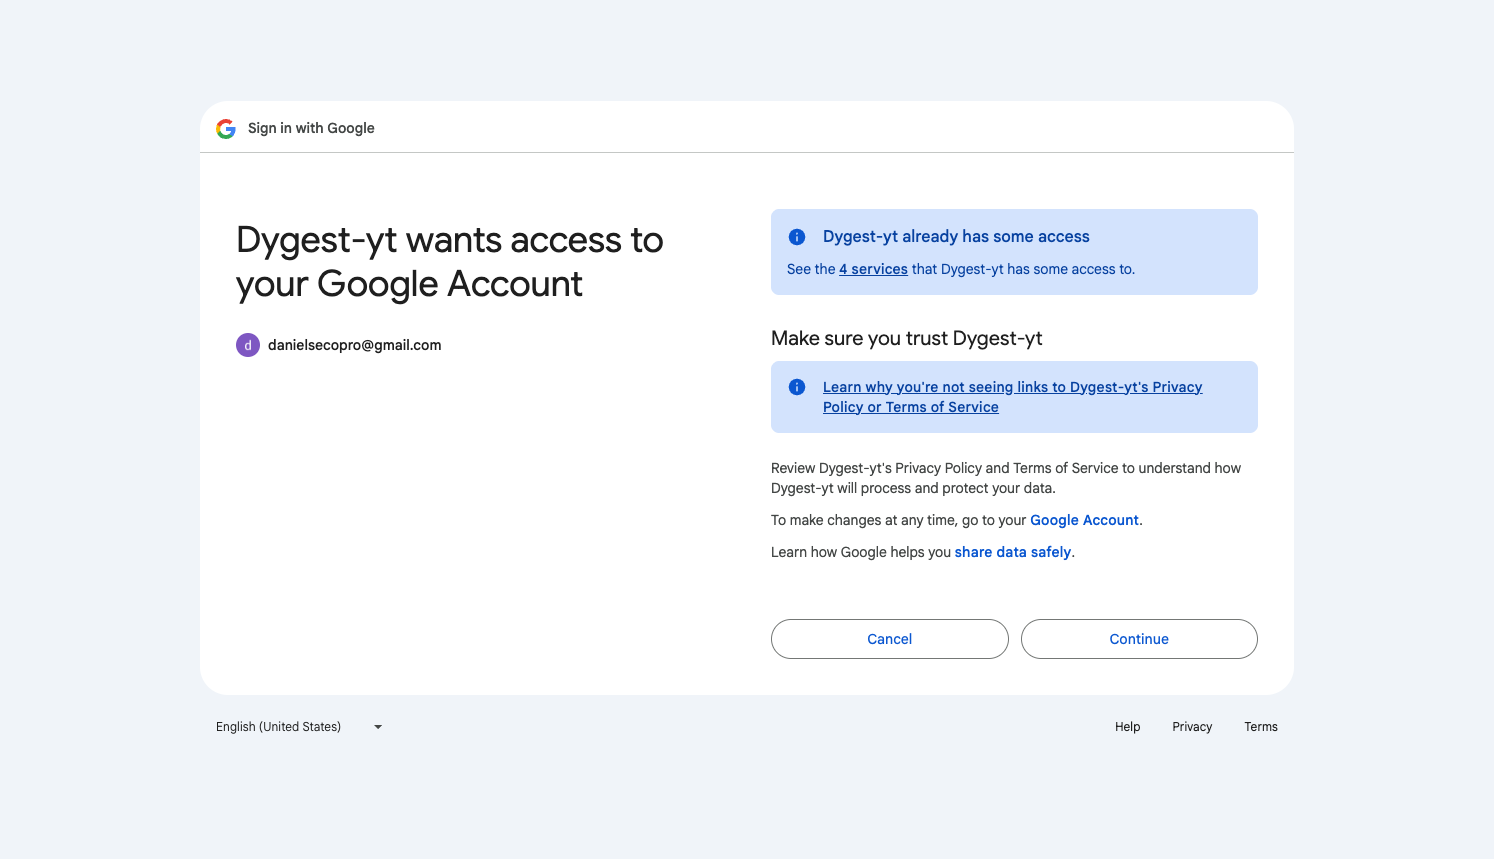 Sign in with Google
Dygest-yt wants access to
your Google Account
d
danielsecopro@gmail.com
Dygest-yt already has some access
See the 4 services that Dygest-yt has some access to.
Make sure you trust Dygest-yt
Learn why you're not seeing links to Dygest-yt's Privacy
Policy or Terms of Service
Review Dygest-yt's Privacy Policy and Terms of Service to understand how
Dygest-yt will process and protect your data.
To make changes at any time, go to your Google Account.
Learn how Google helps you share data safely.
Cancel
Continue
English (United States)
Help
Privacy
Terms